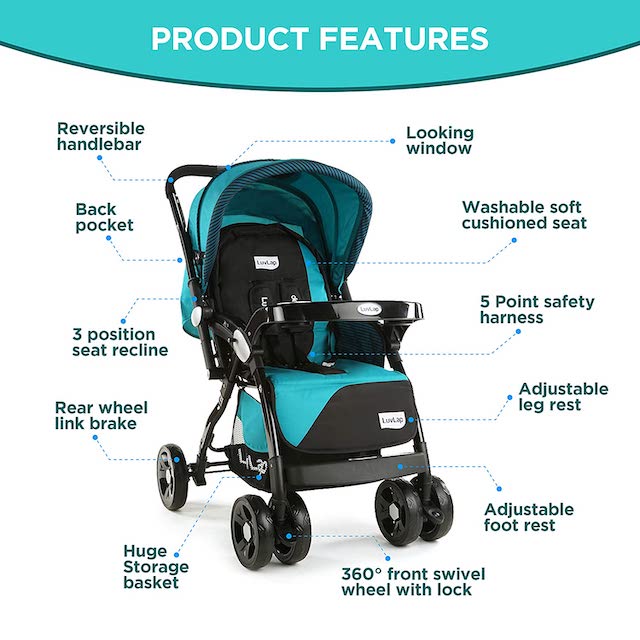 PRODUCT FEATURES
Reversible
handlebar
Looking
window
Back
pocket
Washable soft
cushioned seat
LuvLap
5 Point safety
harness
LuvLap
3 position
seat recline
Adjustable
leg rest
Rear wheel
link brake
LuvLap
Adjustable
foot rest
Huge
Storage
basket
360° front swivel
wheel with lock